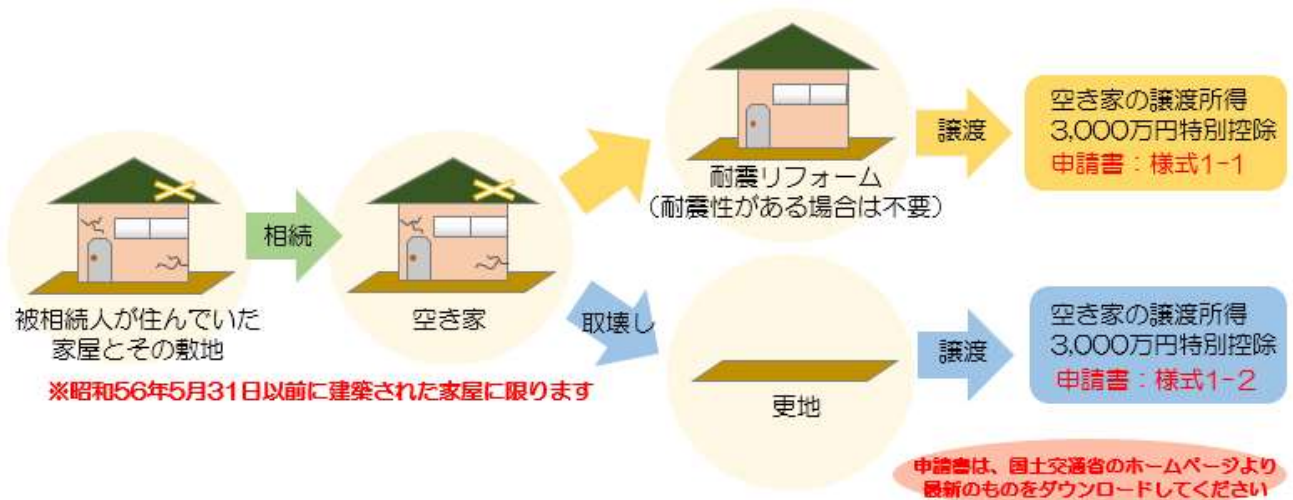 被相続人が住んでいた
家屋とその敷地
※昭和56年5月31日以前に建築された家屋に限ります
相続
空き家
耐震リフォーム
（耐震性がある場合は不要）
譲渡
空き家の譲渡所得
3,000万円特別控除
申請書：様式1-1
取壊し
更地
譲渡
空き家の譲渡所得
3,000万円特別控除
申請書：様式1-2
申請書は、国土交通省のホームページより
最新のものをダウンロードしてください